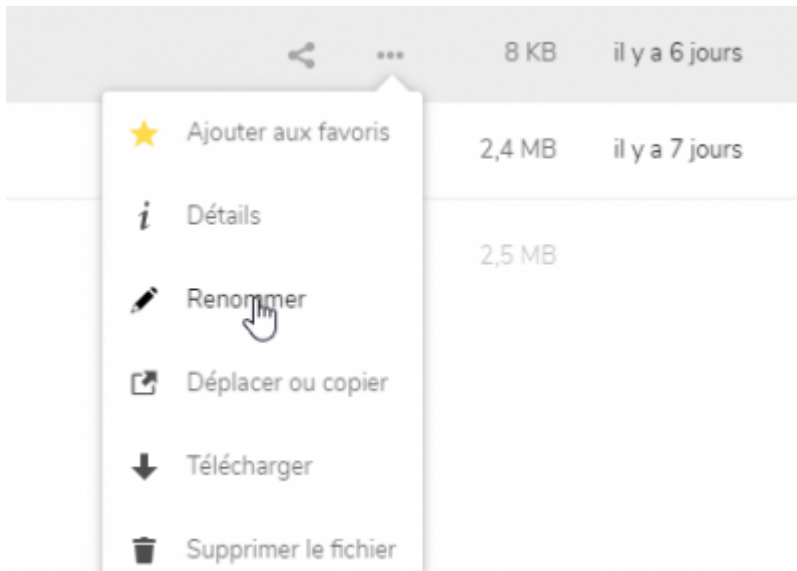 8 KB il y a 6 jours
Ajouter aux favoris
2,4 MB il y a 7 jours
Détails
2,5 MB
Renommer
Déplacer ou copier
Télécharger
Supprimer le fichier